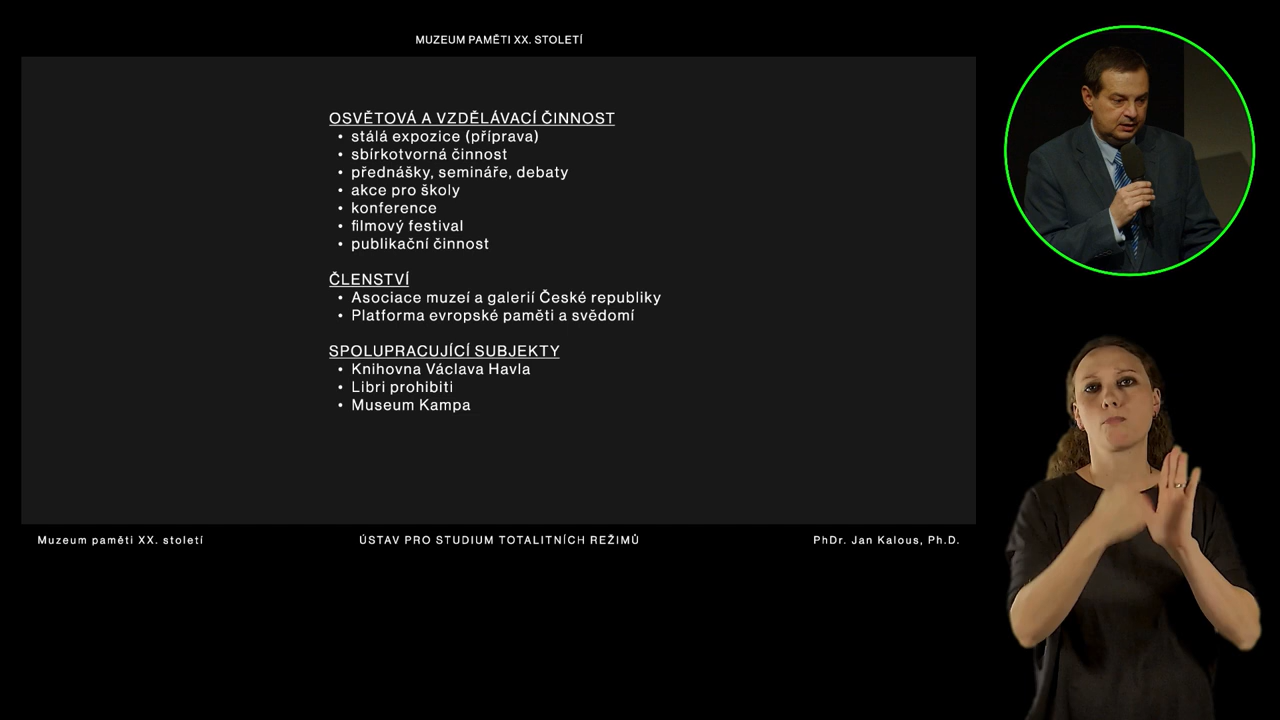 MUZEUM PAMĚTI XX. STOLETÍ
OSVĚTOVÁ A VZDĚLÁVACÍ ČINNOST
• stálá expozice (příprava)
• sbírkotvorná činnost
• přednášky, semináře, debaty
• akce pro školy
• konference
• filmový festival
• publikační činnost
ČLENSTVÍ
• Asociace muzeí a galerií České republiky
• Platforma evropské paměti a svědomí
SPOLUPRACUJÍCÍ SUBJEKTY
• Knihovna Václava Havla
• Libri prohibiti
• Museum Kampa
Muzeum paměti XX. století
ÚSTAV PRO STUDIUM TOTALITNÍCH REŽIMŮ
PhDr. Jan Kalous, Ph.D.